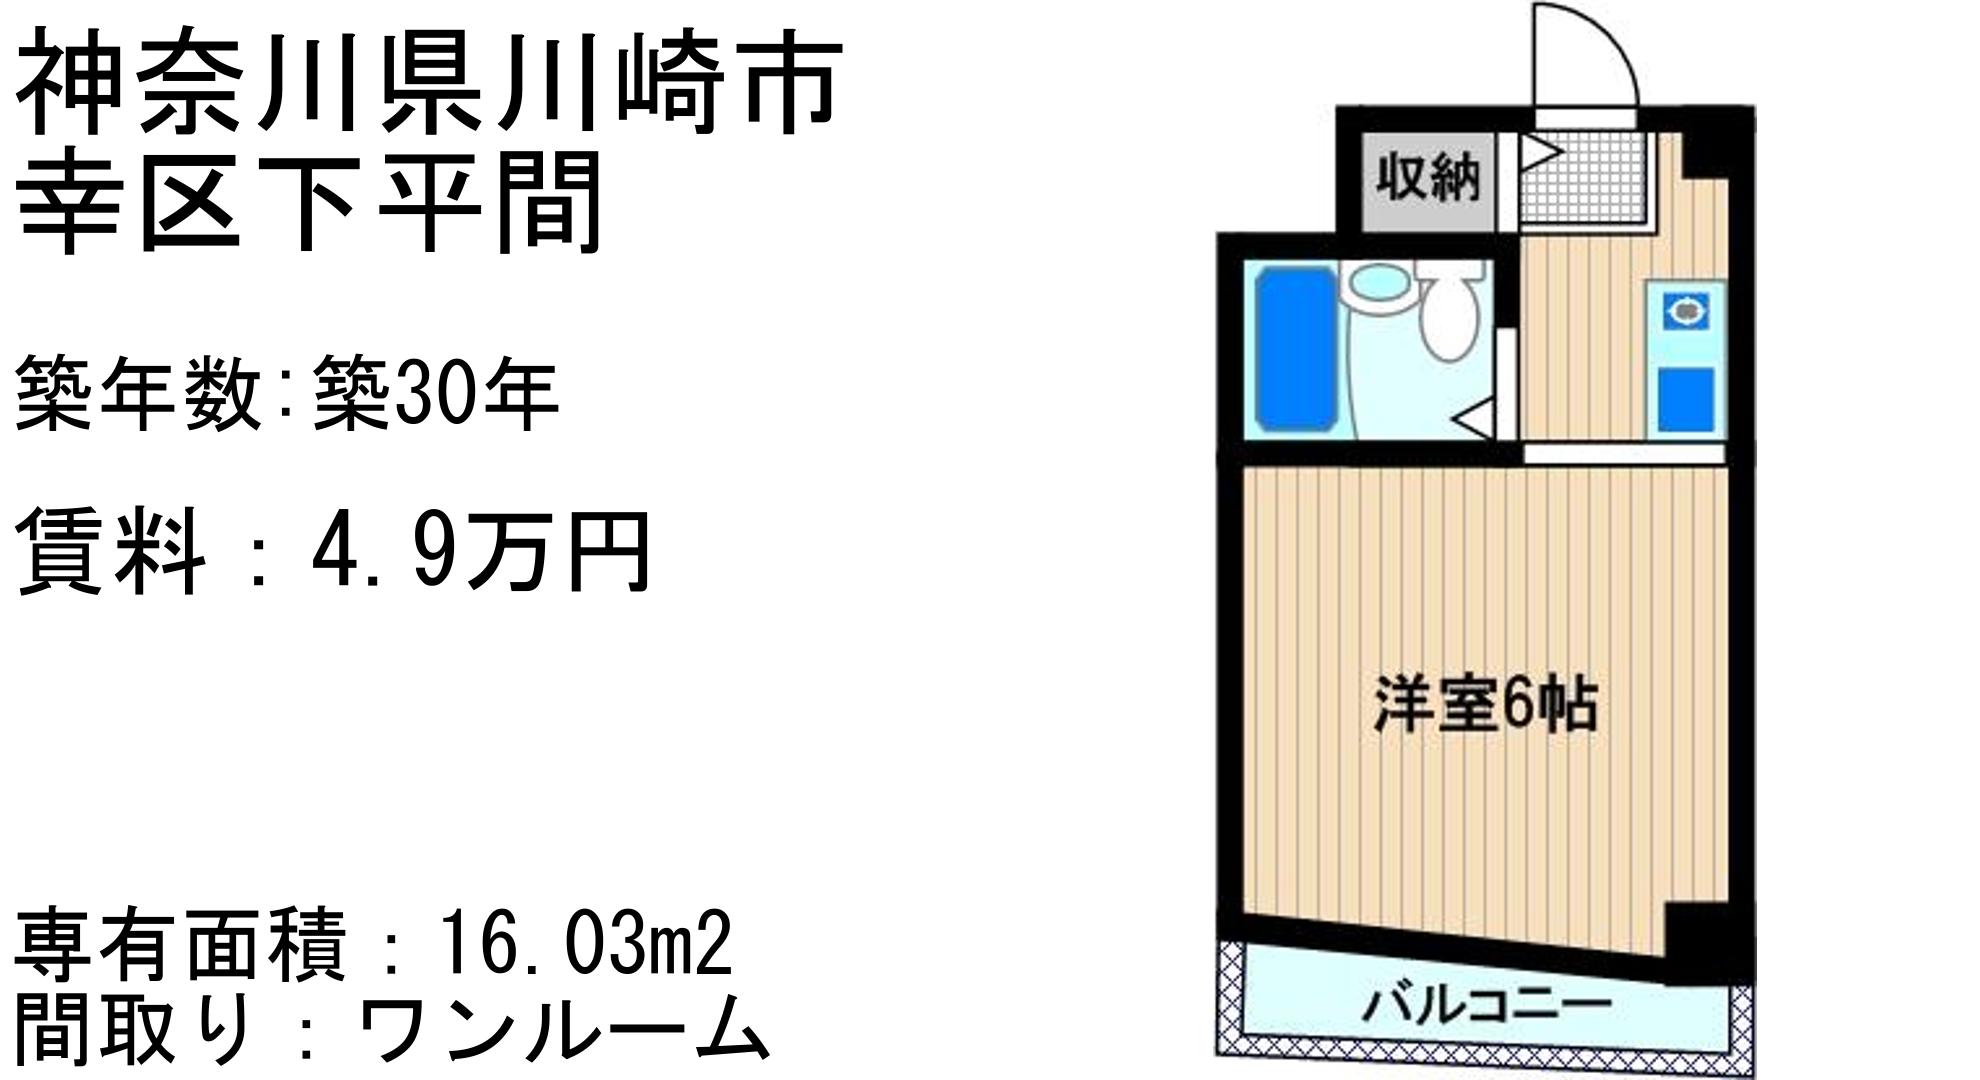 神奈川県川崎市
幸区下平間
築年数:築30年
賃料：4.9万円
専有面積：16.03m2
間取り：ワンルーム
収納
洋室6帖
バルコニー